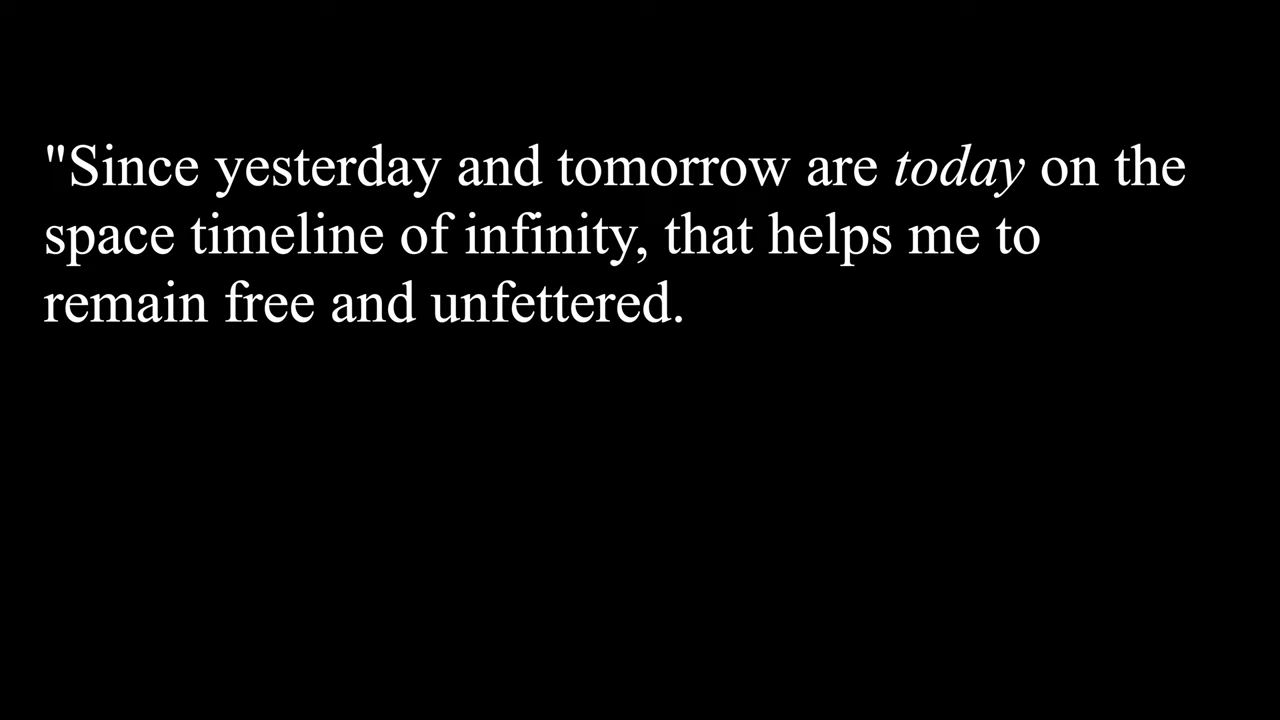 "Since yesterday and tomorrow are today on the
space timeline of infinity, that helps me to
remain free and unfettered.